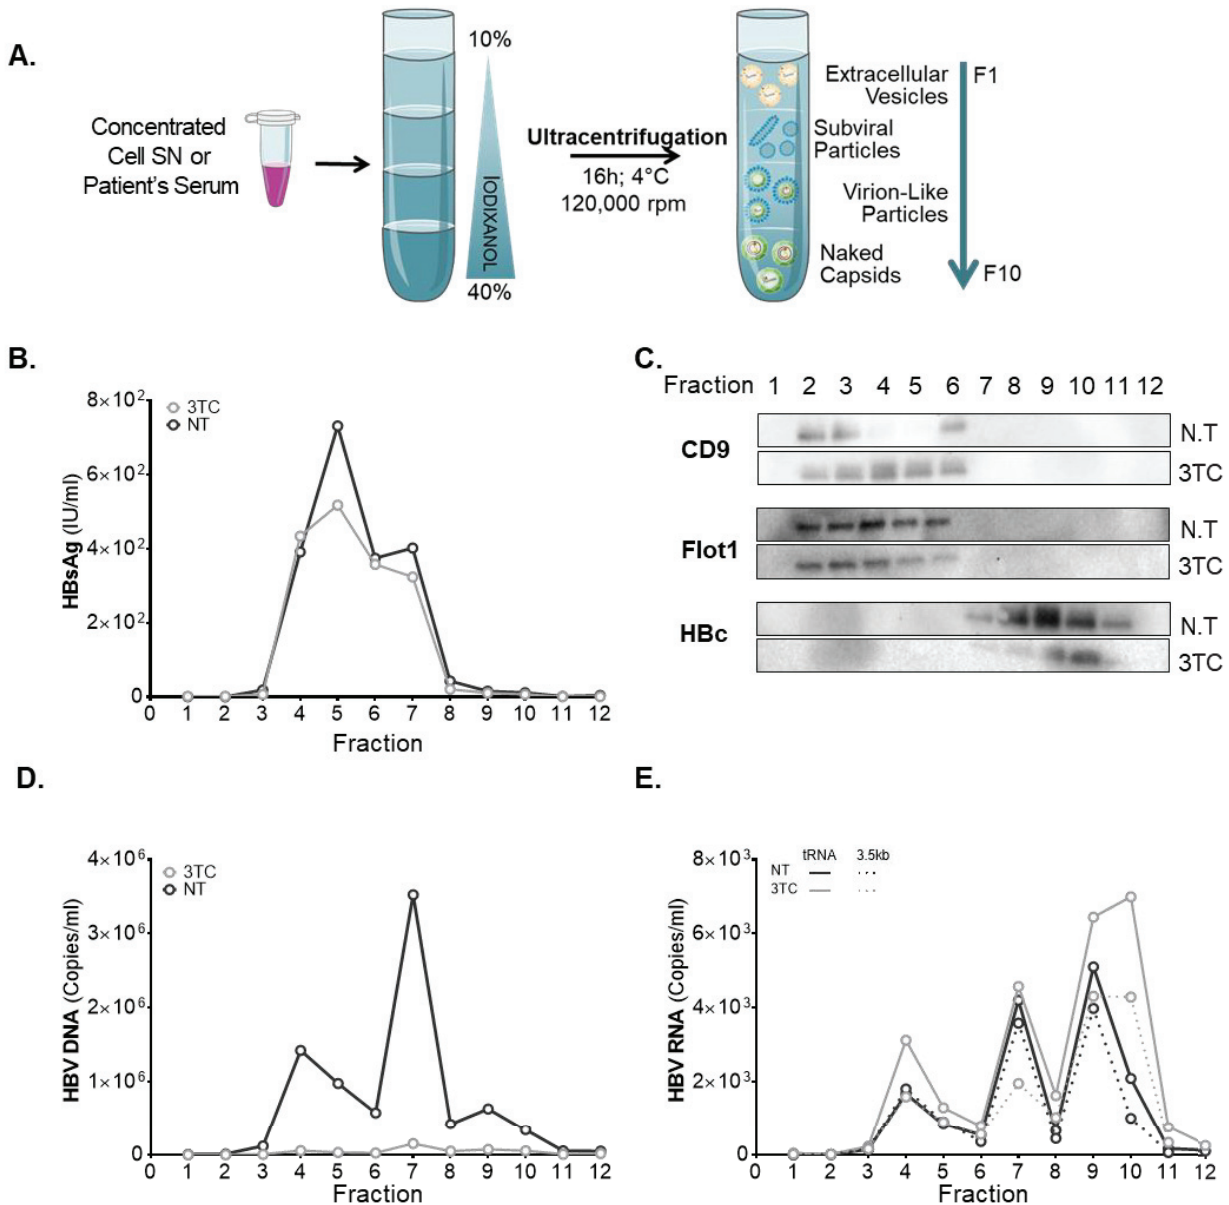 A.
Concentrated
Cell SN or
Patient's Serum
10%
IODIXANOL
40%
Ultracentrifugation
16h; 4°C
120,000 rpm
Extracellular
Vesicles
Subviral
Particles
Virion-Like
Particles
Naked
Capsids
F1
F10
B.
HBsAg (IU/ml)
8×10²
6×10²
4×10²
2×10²
0
3TC
NT
0 1 2 3 4 5 6 7 8 9 10 11 12
Fraction
C.
Fraction 1 2 3 4 5 6 7 8 9 10 11 12
CD9
N.T
3TC
Flot1
N.T
3TC
HBc
N.T
3TC
D.
HBV DNA (Copies/ml)
4×10⁶
3×10⁶
2×10⁶
1×10⁶
0
3TC
NT
0 1 2 3 4 5 6 7 8 9 10 11 12
Fraction
E.
HBV RNA (Copies/ml)
8×10³
6×10³
4×10³
2×10³
0
tRNA 3.5kb
NT
3TC
0 1 2 3 4 5 6 7 8 9 10 11 12
Fraction